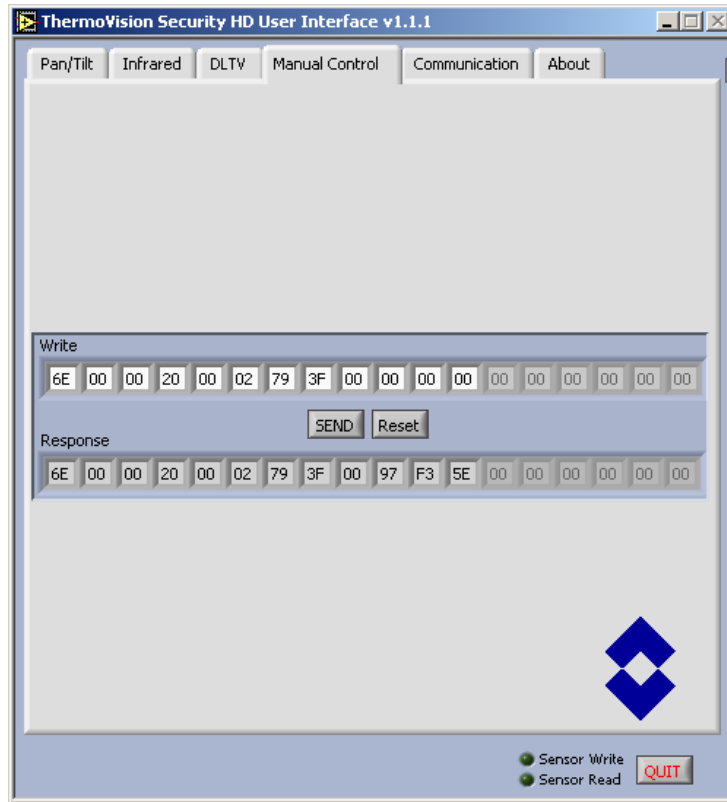 ThermoVision Security HD User Interface v1.1.1
Pan/Tilt Infrared DLTV Manual Control Communication About
Write
6E 00 00 20 00 02 79 3F 00 00 00 00 00 00 00 00 00 00
SEND Reset
Response
6E 00 00 20 00 02 79 3F 00 97 F3 5E 00 00 00 00 00 00
Sensor Write
Sensor Read
QUIT